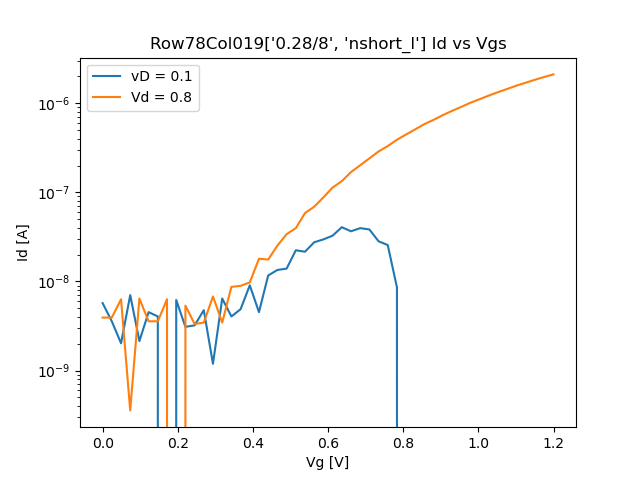 Row78Col019['0.28/8', 'nshort_l'] Id vs Vgs
vD = 0.1
Vd = 0.8
Id [A]
10⁻⁶
10⁻⁷
10⁻⁸
10⁻⁹
0.0 0.2 0.4 0.6 0.8 1.0 1.2
Vg [V]